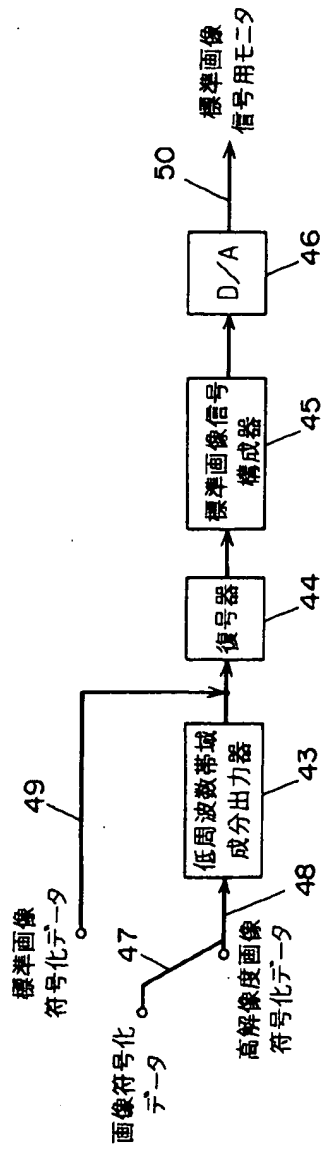 画像符号化
データ
47
標準画像
符号化データ
49
高解像度画像
符号化データ
48
低周波数帯域
成分出力器
43
復号器
44
標準画像信号
構成器
45
D/A
46
50
標準画像
信号用モニタ